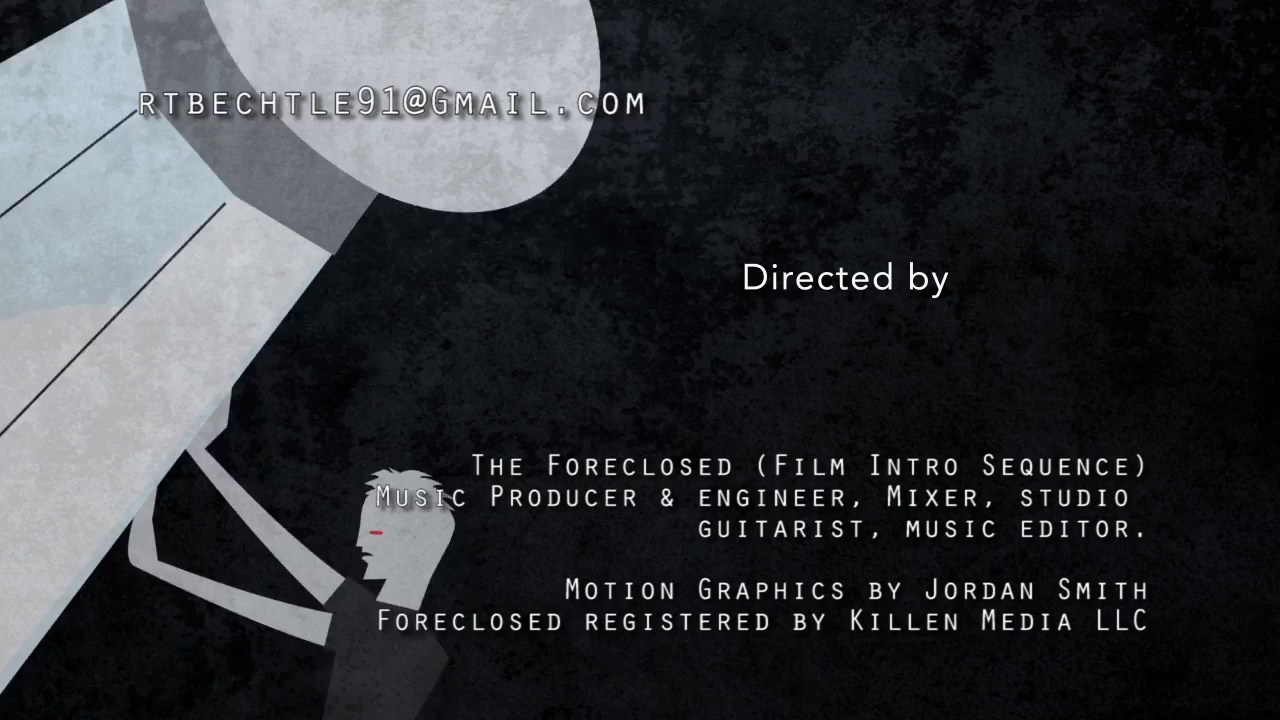 rtbechtle91@Gmail.com
Directed by
The Foreclosed (Film Intro Sequence)
Music Producer & engineer, Mixer, studio
guitarist, music editor.
Motion Graphics by Jordan Smith
Foreclosed registered by Killen Media LLC